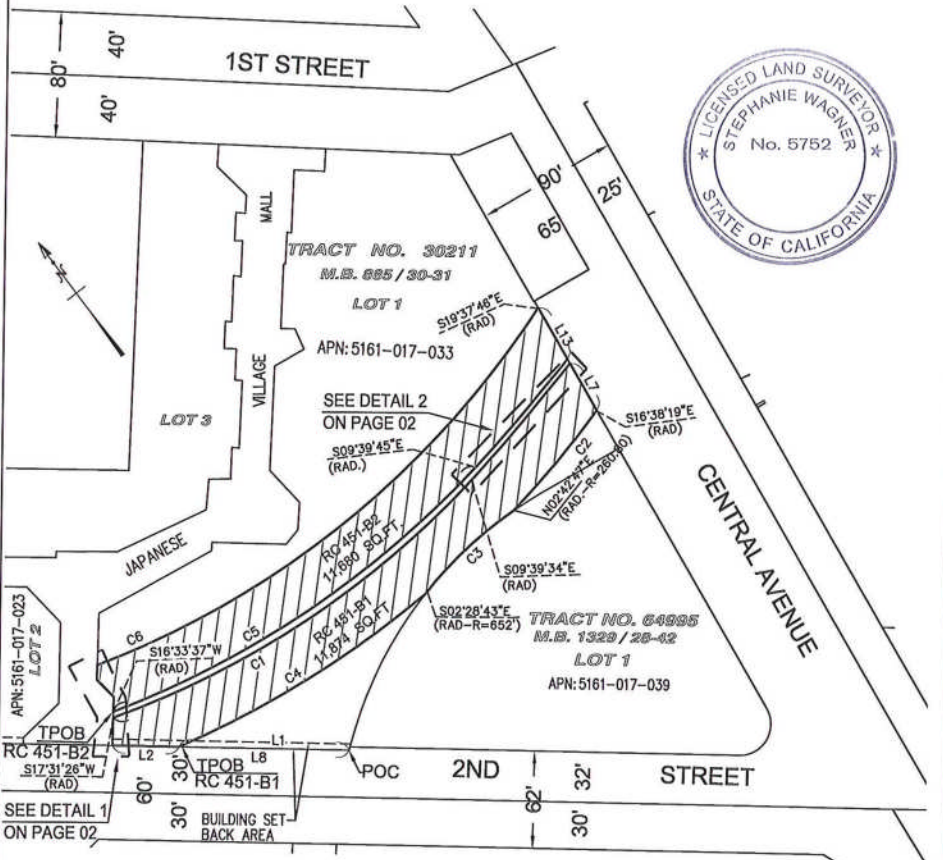 1ST STREET
80'
40'
40'
LICENSED LAND SURVEYOR
STEPHANIE WAGNER
No. 5752
STATE OF CALIFORNIA
90'
65
25'
MALL
VILLAGE
JAPANESE
TRACT NO. 30211
M.B. 885 / 30-31
LOT 1
APN: 5161-017-033
S19°37'46"E
(RAD)
L13
L7
LOT 3
SEE DETAIL 2
ON PAGE 02
S09°39'45"E
(RAD.)
S16°38'19"E
(RAD)
C2
N02°42'47"E
CENTRAL AVENUE
RC 451-B2
11,680 SQ.FT
RC 451-B1
11,874 SQ.FT
C3
S09°39'34"E
(RAD)
S02°28'43"E
(RAD-R=652')
TRACT NO. 64995
M.B. 1329 / 28-42
LOT 1
APN: 5161-017-039
C6
C5
C1
C4
S16°33'37"W
(RAD)
APN: 5161-017-023
LOT 2
TPOB
RC 451-B2
S17°31'26"W
(RAD)
L2
L1
L8
TPOB
RC 451-B1
POC
2ND STREET
60'
30'
30'
62'
32'
30'
SEE DETAIL 1
ON PAGE 02
BUILDING SET-
BACK AREA